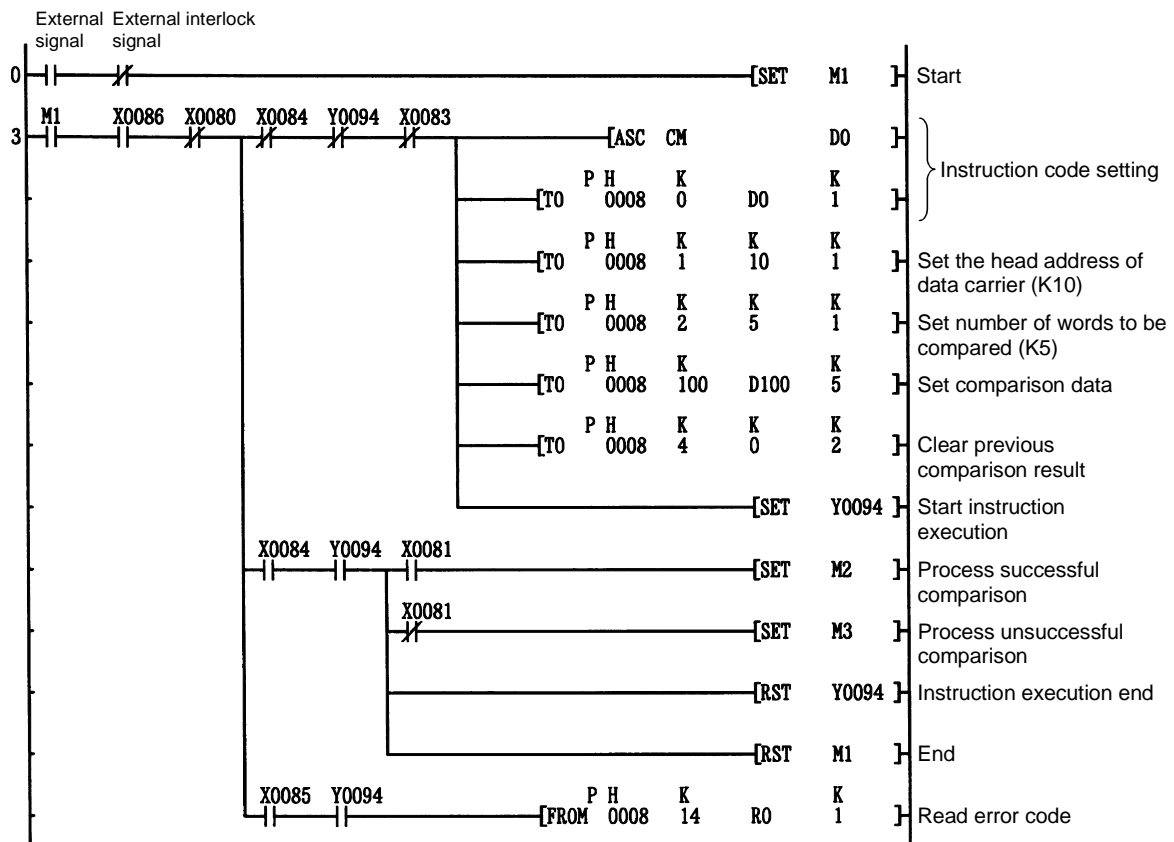 External External interlock
signal signal
0 [SET M1 ] Start
M1 X0086 X0080 X0084 Y0094 X0083
3 [ASC CM D0 ]
Instruction code setting
P H K K
[TO 0008 0 D0 1 ]
P H K K K
[TO 0008 1 10 1 ] Set the head address of
data carrier (K10)
P H K K K
[TO 0008 2 5 1 ] Set number of words to be
compared (K5)
P H K K
[TO 0008 100 D100 5 ] Set comparison data
P H K K K
[TO 0008 4 0 2 ] Clear previous
comparison result
[SET Y0094 ] Start instruction
execution
X0084 Y0094 X0081
[SET M2 ] Process successful
comparison
X0081
[SET M3 ] Process unsuccessful
comparison
[RST Y0094 ] Instruction execution end
[RST M1 ] End
X0085 Y0094 P H K K
[FROM 0008 14 R0 1 ] Read error code